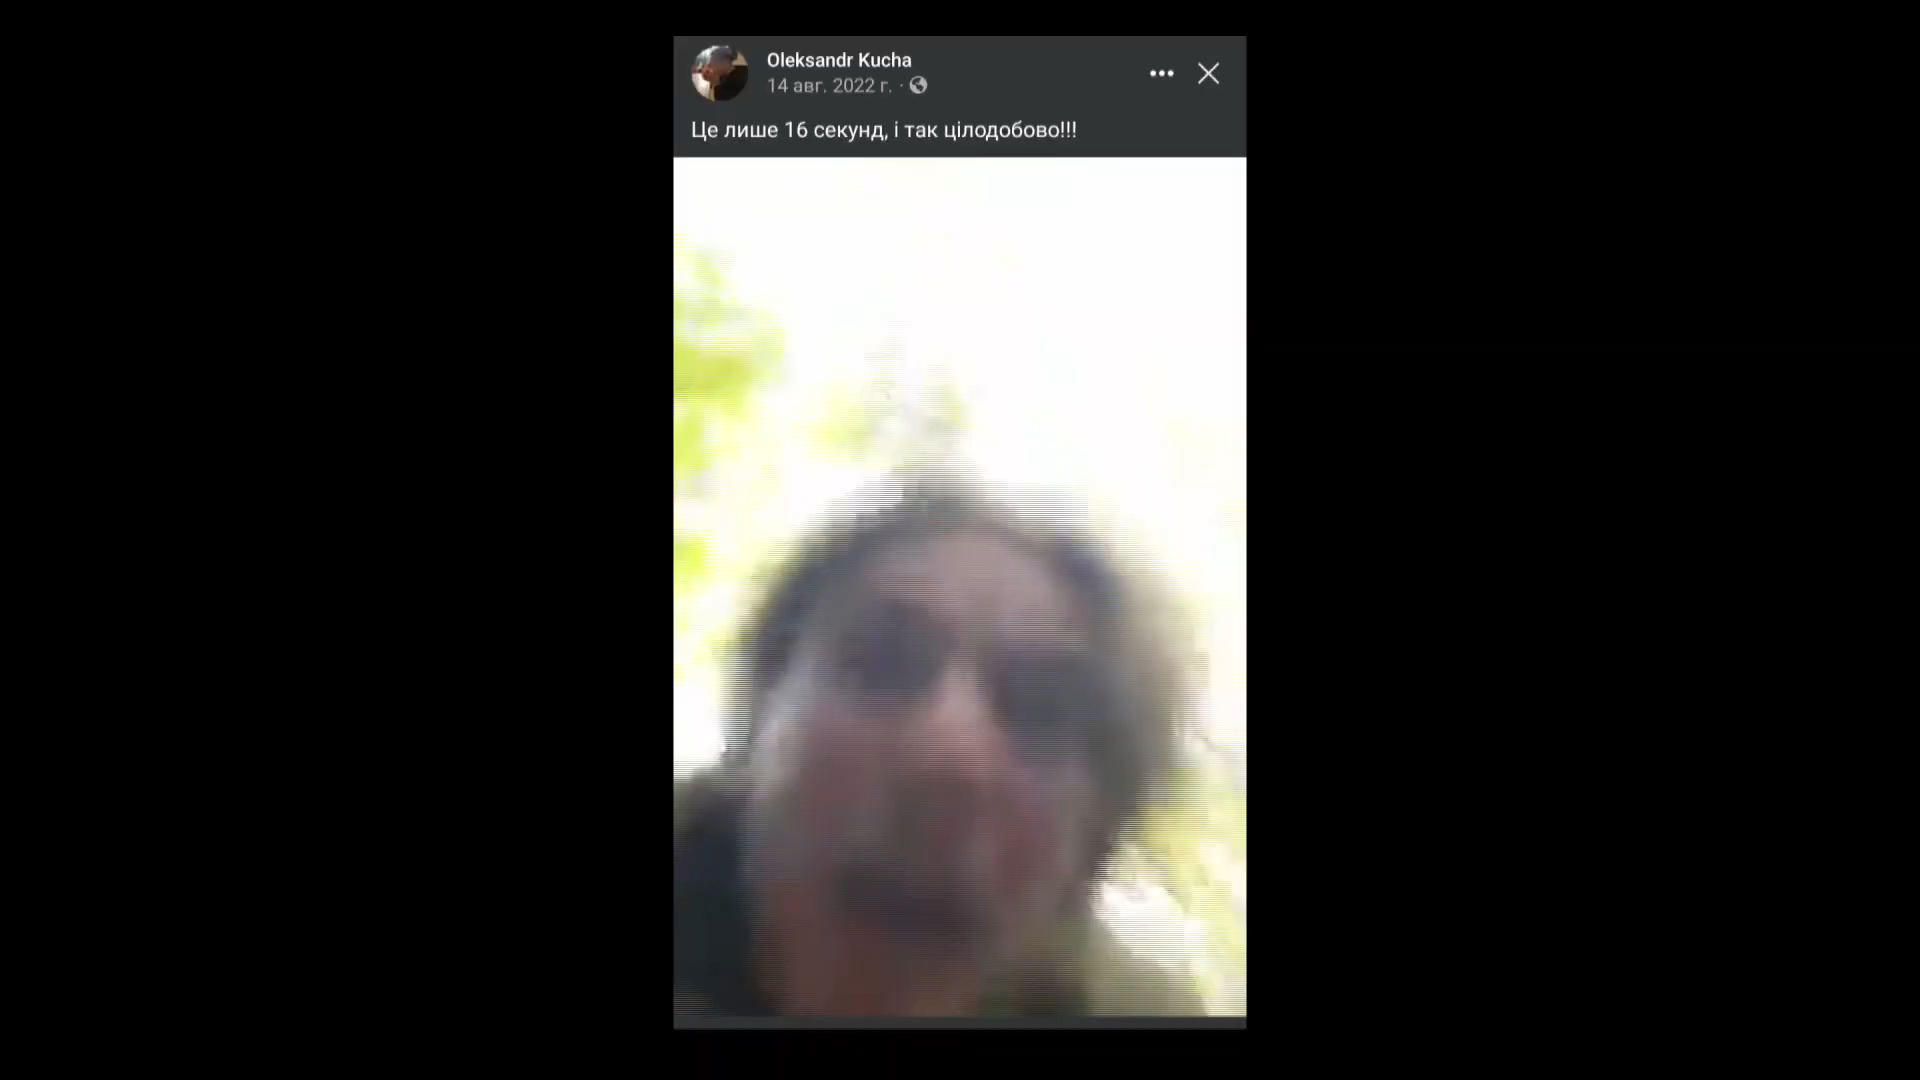 Oleksandr Kucha
14 авг. 2022 г. ·
Це лише 16 секунд, і так цілодобово!!!